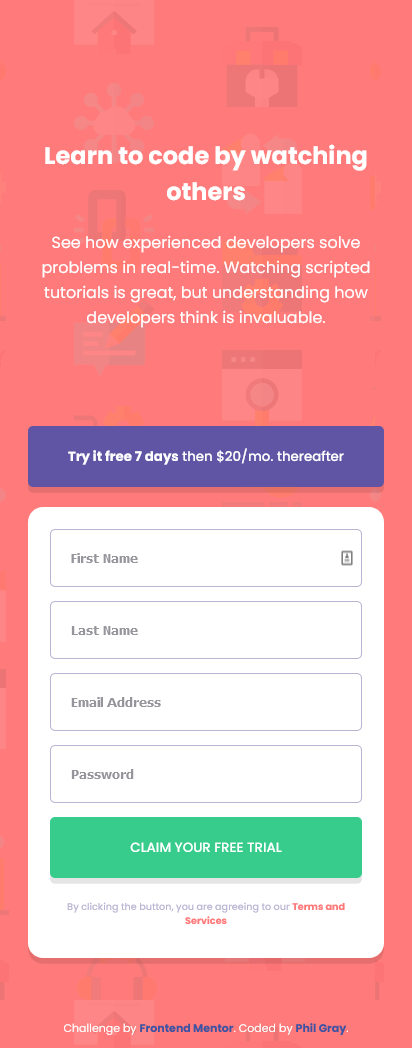 Learn to code by watching
others
See how experienced developers solve
problems in real-time. Watching scripted
tutorials is great, but understanding how
developers think is invaluable.
Try it free 7 days then $20/mo. thereafter
First Name
Last Name
Email Address
Password
CLAIM YOUR FREE TRIAL
By clicking the button, you are agreeing to our Terms and
Services
Challenge by Frontend Mentor. Coded by Phil Gray.